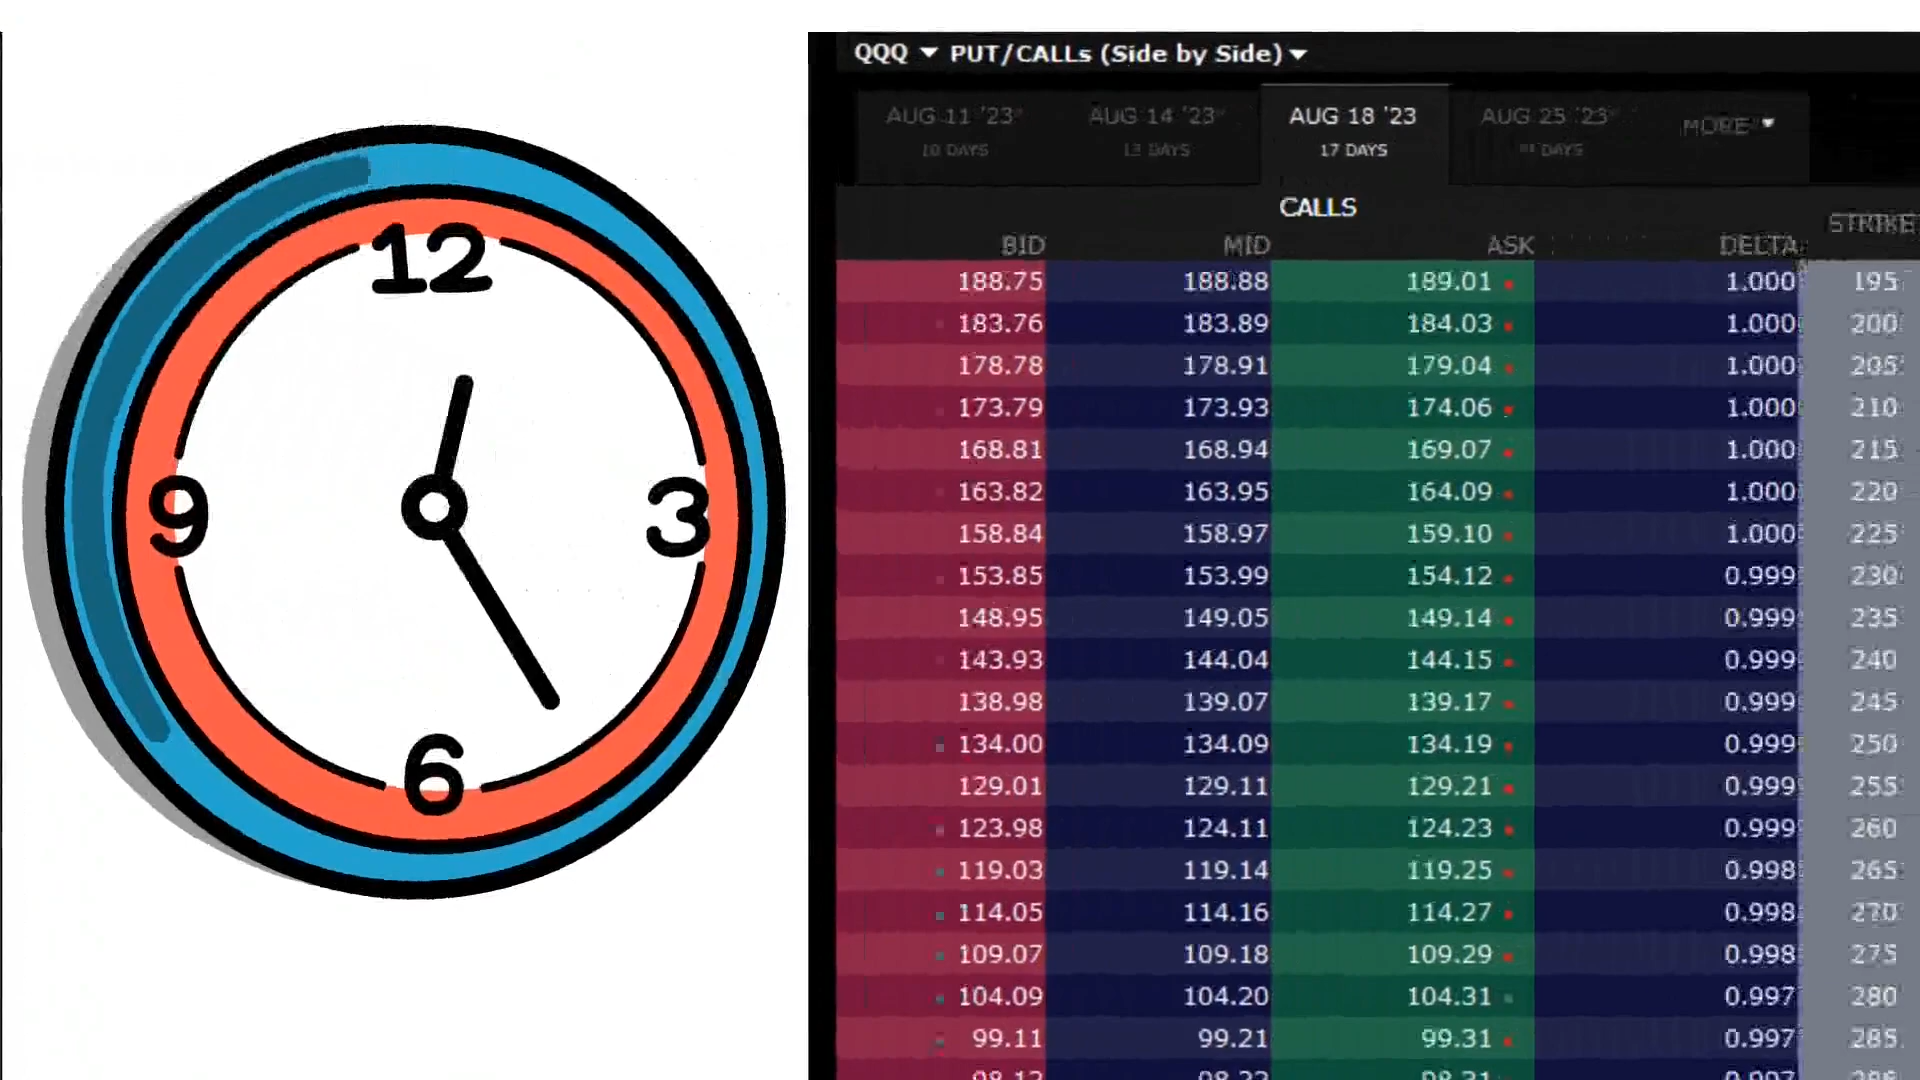 12
9
3
6
QQQ PUT/CALLs (Side by Side)
AUG 11 '23 AUG 14 '23 AUG 18 '23 AUG 25 '23 MORE
10 DAYS 13 DAYS 17 DAYS DAYS
CALLS
STRIKE
BID MID ASK DELTA
188.75 188.88 189.01 1.000 195
183.76 183.89 184.03 1.000 200
178.78 178.91 179.04 1.000 205
173.79 173.93 174.06 1.000 210
168.81 168.94 169.07 1.000 215
163.82 163.95 164.09 1.000 220
158.84 158.97 159.10 1.000 225
153.85 153.99 154.12 0.999 230
148.95 149.05 149.14 0.999 235
143.93 144.04 144.15 0.999 240
138.98 139.07 139.17 0.999 245
134.00 134.09 134.19 0.999 250
129.01 129.11 129.21 0.999 255
123.98 124.11 124.23 0.999 260
119.03 119.14 119.25 0.998 265
114.05 114.16 114.27 0.998 270
109.07 109.18 109.29 0.998 275
104.09 104.20 104.31 0.997 280
99.11 99.21 99.31 0.997 285